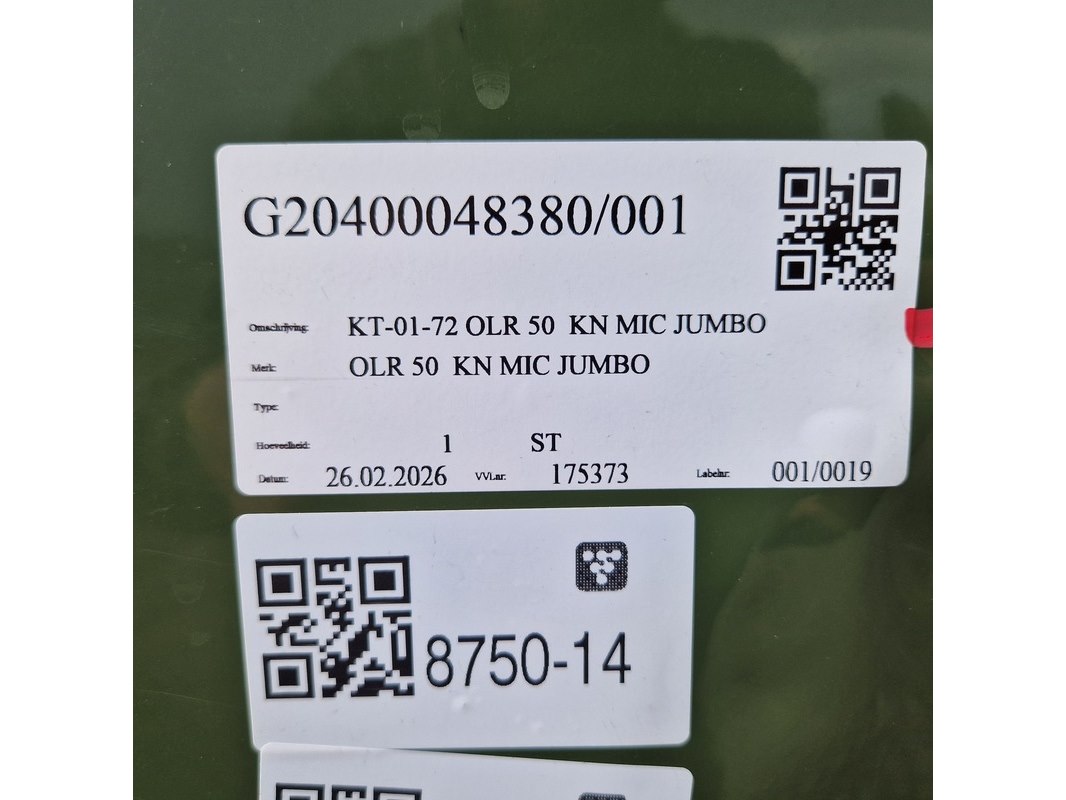 G20400048380/001
Omschrijving: KT-01-72 OLR 50 KN MIC JUMBO
Merk: OLR 50 KN MIC JUMBO
Type:
Hoeveelheid: 1 ST
Datum: 26.02.2026 VVLnr. 175373 Labelnr. 001/0019
8750-14